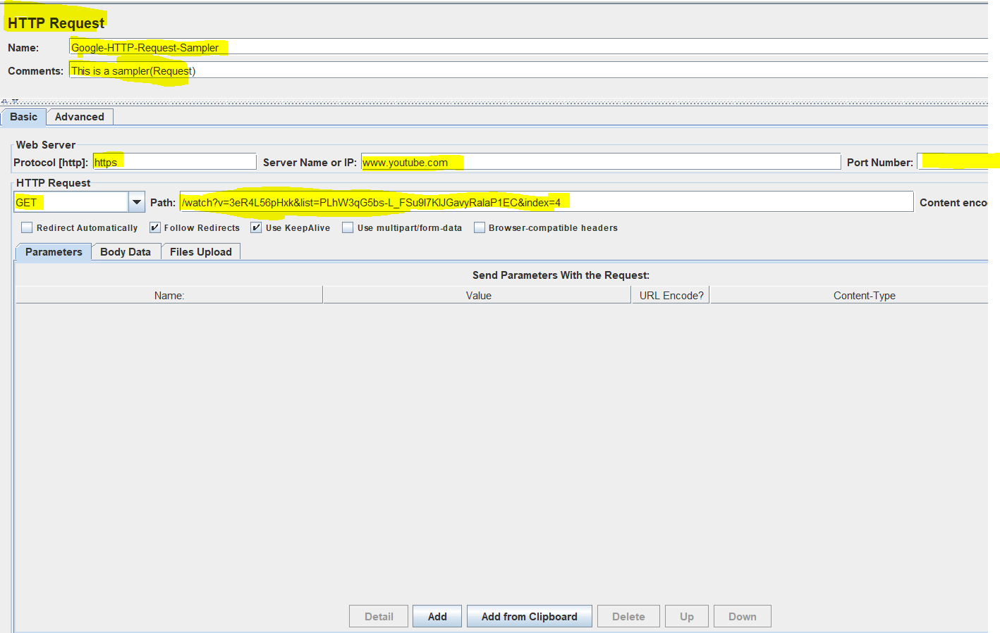 HTTP Request
Name: Google-HTTP-Request-Sampler
Comments: This is a sampler(Request)
Basic Advanced
Web Server
Protocol [http]: https Server Name or IP: www.youtube.com Port Number:
HTTP Request
GET Path: /watch?v=3eR4L56pHxk&list=PLhW3qG5bs-L_FSu9l7KlJGavyRalaP1EC&index=4 Content enco
Redirect Automatically Follow Redirects Use KeepAlive Use multipart/form-data Browser-compatible headers
Parameters Body Data Files Upload
Send Parameters With the Request:
Name: Value URL Encode? Content-Type
Detail Add Add from Clipboard Delete Up Down